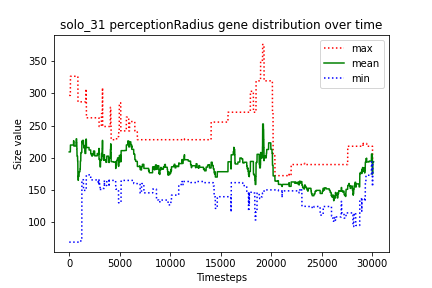 solo_31 perceptionRadius gene distribution over time
Size value
350
300
250
200
150
100
max
mean
min
0
5000
10000
15000
20000
25000
30000
Timesteps